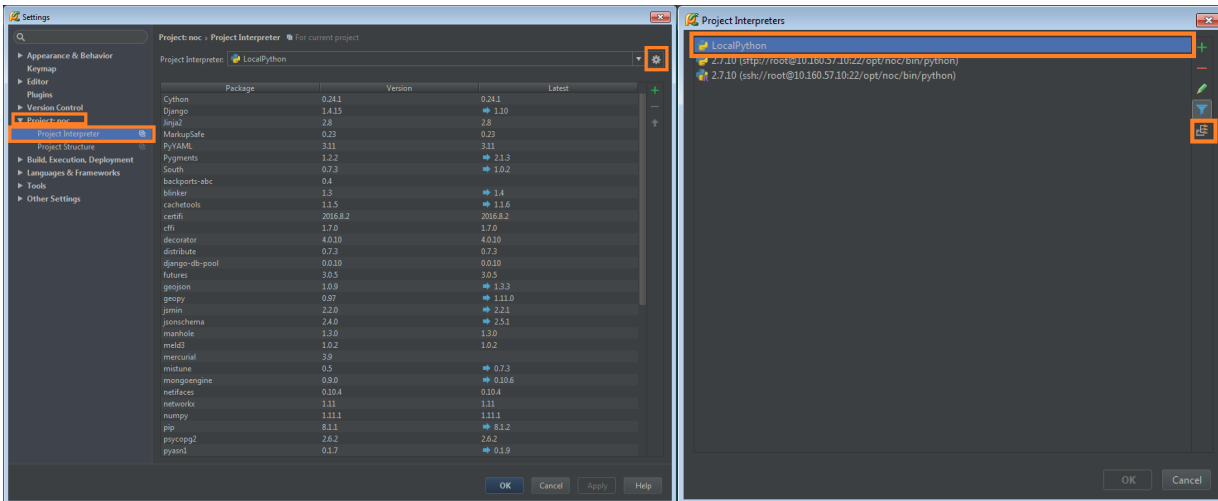 Settings
Project: noc › Project Interpreter For current project
Appearance & Behavior
Keymap
Editor
Plugins
Version Control
Project: noc
Project Interpreter
Project Structure
Build, Execution, Deployment
Languages & Frameworks
Tools
Other Settings
Project Interpreter: LocalPython
Package Version Latest
Cython 0.24.1 0.24.1
Django 1.4.15 1.10
Jinja2 2.8 2.8
MarkupSafe 0.23 0.23
PyYAML 3.11 3.11
Pygments 1.2.2 2.1.3
South 0.7.3 1.0.2
backports-abc 0.4
blinker 1.3 1.4
cachetools 1.1.5 1.1.6
certifi 2016.8.2 2016.8.2
cffi 1.7.0 1.7.0
decorator 4.0.10 4.0.10
distribute 0.7.3 0.7.3
django-db-pool 0.0.10 0.0.10
futures 3.0.5 3.0.5
geojson 1.0.9 1.3.3
geopy 0.97 1.11.0
jsmin 2.2.0 2.2.1
jsonschema 2.4.0 2.5.1
manhole 1.3.0 1.3.0
meld3 1.0.2 1.0.2
mercurial 3.9
mistune 0.5 0.7.3
mongoengine 0.9.0 0.10.6
netifaces 0.10.4 0.10.4
networkx 1.11 1.11
numpy 1.11.1 1.11.1
pip 8.1.1 8.1.2
psycopg2 2.6.2 2.6.2
pyasn1 0.1.7 0.1.9
OK Cancel Apply Help
Project Interpreters
LocalPython
2.7.10 (sftp://root@10.160.57.10:22/opt/noc/bin/python)
2.7.10 (ssh://root@10.160.57.10:22/opt/noc/bin/python)
OK Cancel